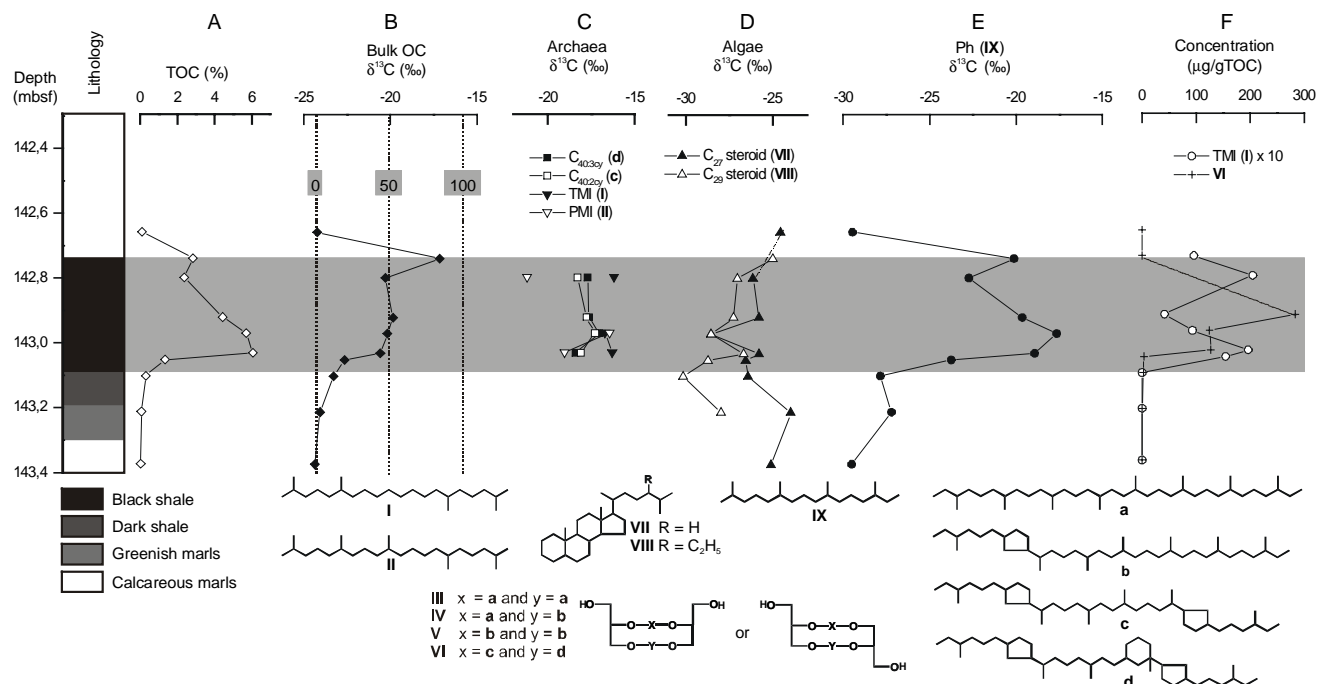 A B C D E F
Lithology
Depth
(mbsf)
TOC (%)
Bulk OC
δ¹³C (‰)
Archaea
δ¹³C (‰)
Algae
δ¹³C (‰)
Ph (IX)
δ¹³C (‰)
Concentration
(μg/gTOC)
0 2 4 6
-25 -20 -15
-20 -15
-30 -25
-30 -25 -20 -15
0 100 200 300
142,4
142,6
142,8
143,0
143,2
143,4
0 50 100
C40:3cy (d)
C40:2cy (c)
TMI (I)
PMI (II)
C27 steroid (VII)
C29 steroid (VIII)
TMI (I) x 10
VI
Black shale
Dark shale
Greenish marls
Calcareous marls
I
II
R
VII R = H
VIII R = C2H5
IX
III x = a and y = a
IV x = a and y = b
V x = b and y = b
VI x = c and y = d
HO OH
O X O
O Y O
or
HO
O X O
O Y O
OH
a
b
c
d